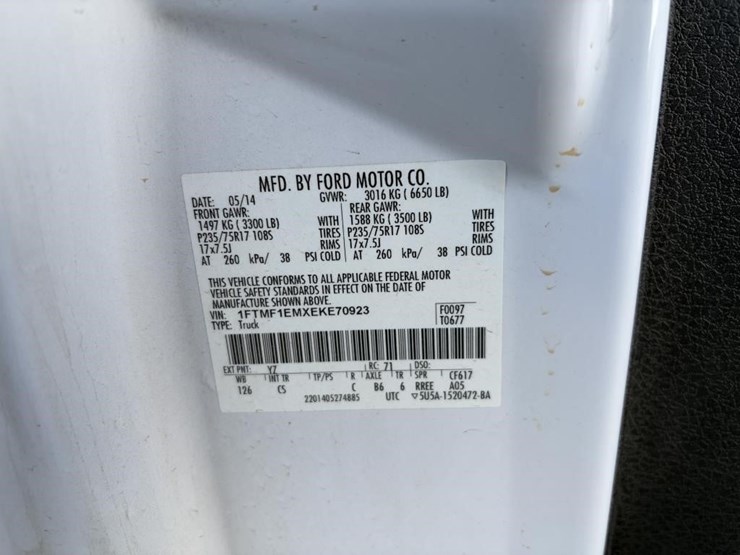 MFD. BY FORD MOTOR CO.
DATE: 05/14 GVWR: 3016 KG ( 6650 LB)
FRONT GAWR: REAR GAWR:
1497 KG ( 3300 LB) WITH 1588 KG ( 3500 LB) WITH
P235/75R17 108S TIRES P235/75R17 108S TIRES
17x7.5J RIMS 17x7.5J RIMS
AT 260 kPa/ 38 PSI COLD AT 260 kPa/ 38 PSI COLD
THIS VEHICLE CONFORMS TO ALL APPLICABLE FEDERAL MOTOR
VEHICLE SAFETY STANDARDS IN EFFECT ON THE DATE OF
MANUFACTURE SHOWN ABOVE.
VIN: 1FTMF1EMXEKE70923 F0097
TYPE: Truck T0677
EXT PNT: YZ RC: 71 DSO:
WB INT TR TP/PS R AXLE TR SPR CF617
126 CS C B6 6 RREE A05
2201405274885 UTC ▽5U5A-1520472-BA